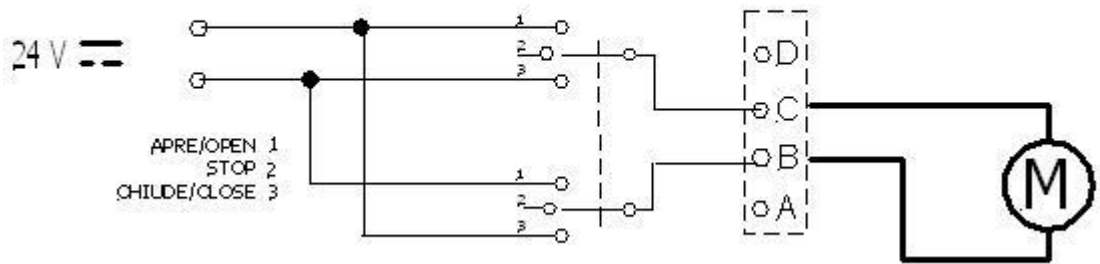 24 V
1
2
3
D
C
B
A
M
APRE/OPEN 1
STOP 2
CHIUDE/CLOSE 3
1
2
3